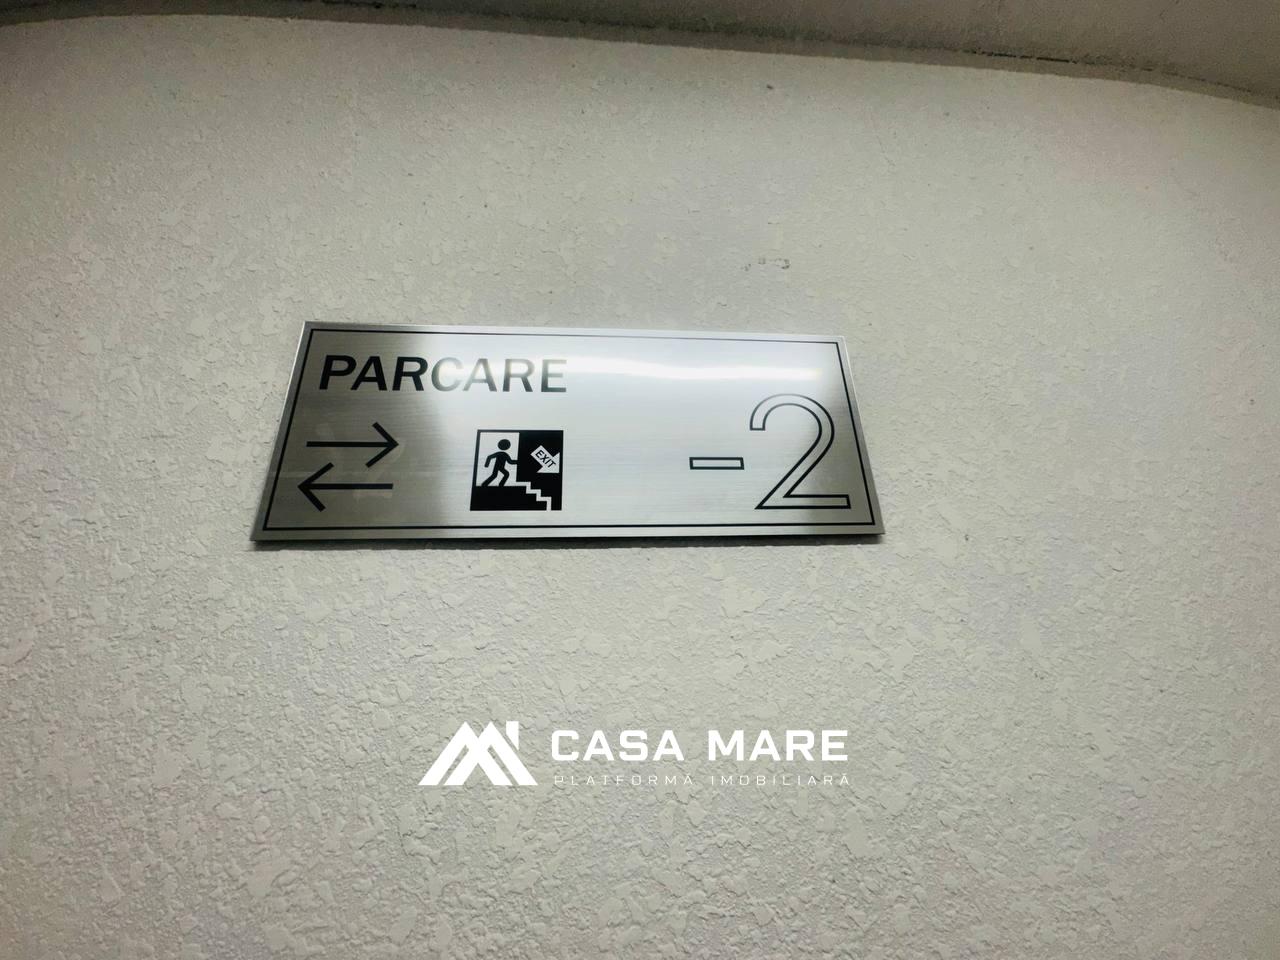 PARCARE
EXIT
-2
CASA MARE
PLATFORMĂ IMOBILIARĂ